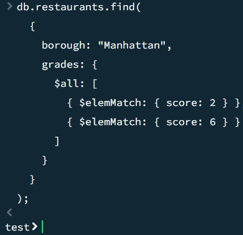 > db.restaurants.find(
{
borough: "Manhattan",
grades: {
$all: [
{ $elemMatch: { score: 2 } }
{ $elemMatch: { score: 6 } }
]
}
}
);
<
test>